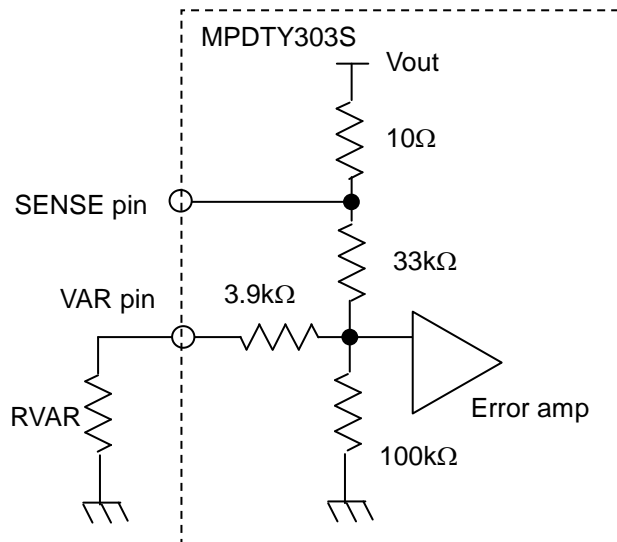 MPDTY303S
Vout
10Ω
SENSE pin
33kΩ
3.9kΩ
VAR pin
RVAR
Error amp
100kΩ